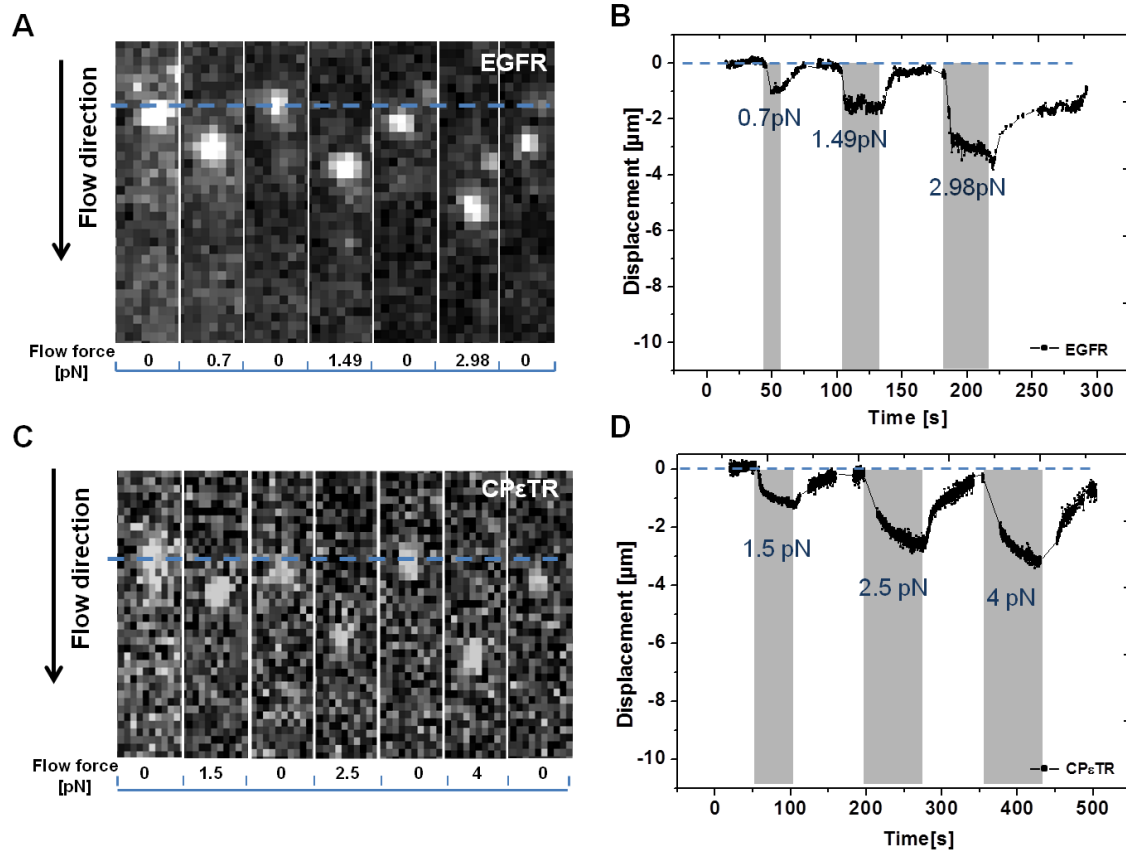 A
EGFR
Flow direction
Flow force
[pN]
0 0.7 0 1.49 0 2.98 0
B
0
-2
-4
-6
-8
-10
Displacement [µm]
0.7pN
1.49pN
2.98pN
EGFR
0 50 100 150 200 250 300
Time [s]
C
CPεTR
Flow direction
Flow force
[pN]
0 1.5 0 2.5 0 4 0
D
0
-2
-4
-6
-8
-10
Displacement [µm]
1.5 pN
2.5 pN
4 pN
CPεTR
0 100 200 300 400 500
Time[s]